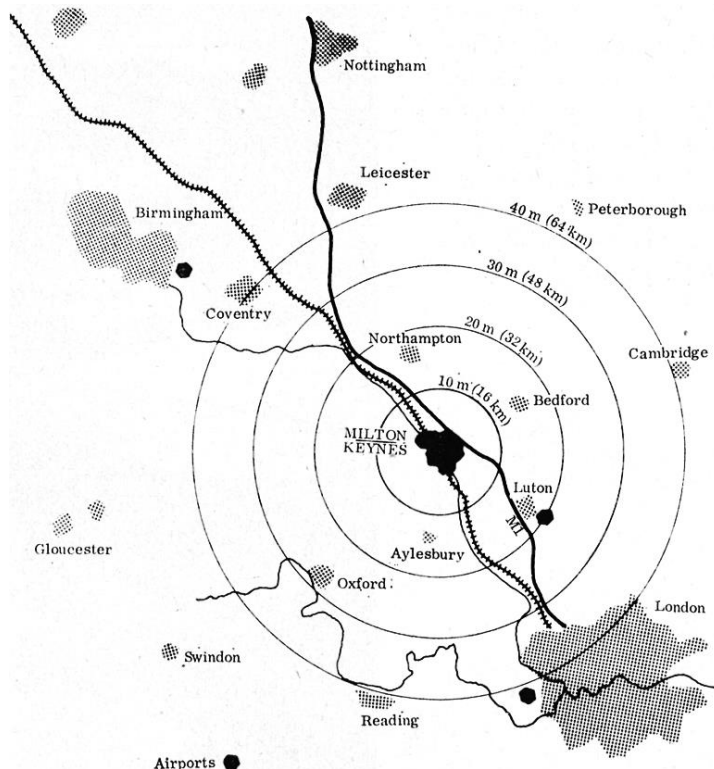 Nottingham
Leicester
40 m (64 km)
Peterborough
Birmingham
30 m (48 km)
Coventry
20 m (32 km)
Northampton
Cambridge
10 m (16 km)
Bedford
MILTON
KEYNES
Luton
M1
Aylesbury
Gloucester
Oxford
London
Swindon
Reading
Airports